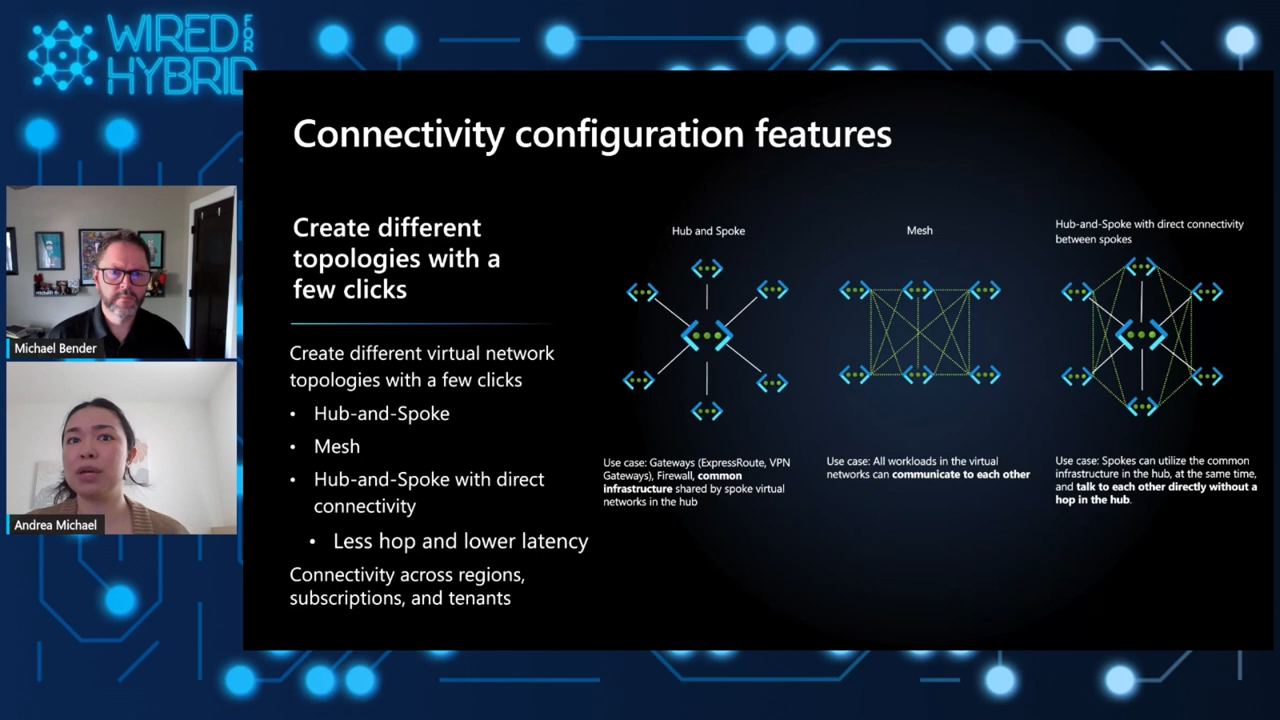 WIRED FOR
HYBRID
Connectivity configuration features
Create different
topologies with a
few clicks
Create different virtual network
topologies with a few clicks
• Hub-and-Spoke
• Mesh
• Hub-and-Spoke with direct
connectivity
• Less hop and lower latency
Connectivity across regions,
subscriptions, and tenants
Hub and Spoke
Use case: Gateways (ExpressRoute, VPN
Gateways), Firewall, common
infrastructure shared by spoke virtual
networks in the hub
Mesh
Use case: All workloads in the virtual
networks can communicate to each other
Hub-and-Spoke with direct connectivity
between spokes
Use case: Spokes can utilize the common
infrastructure in the hub, at the same time,
and talk to each other directly without a
hop in the hub.
Michael Bender
Andrea Michael